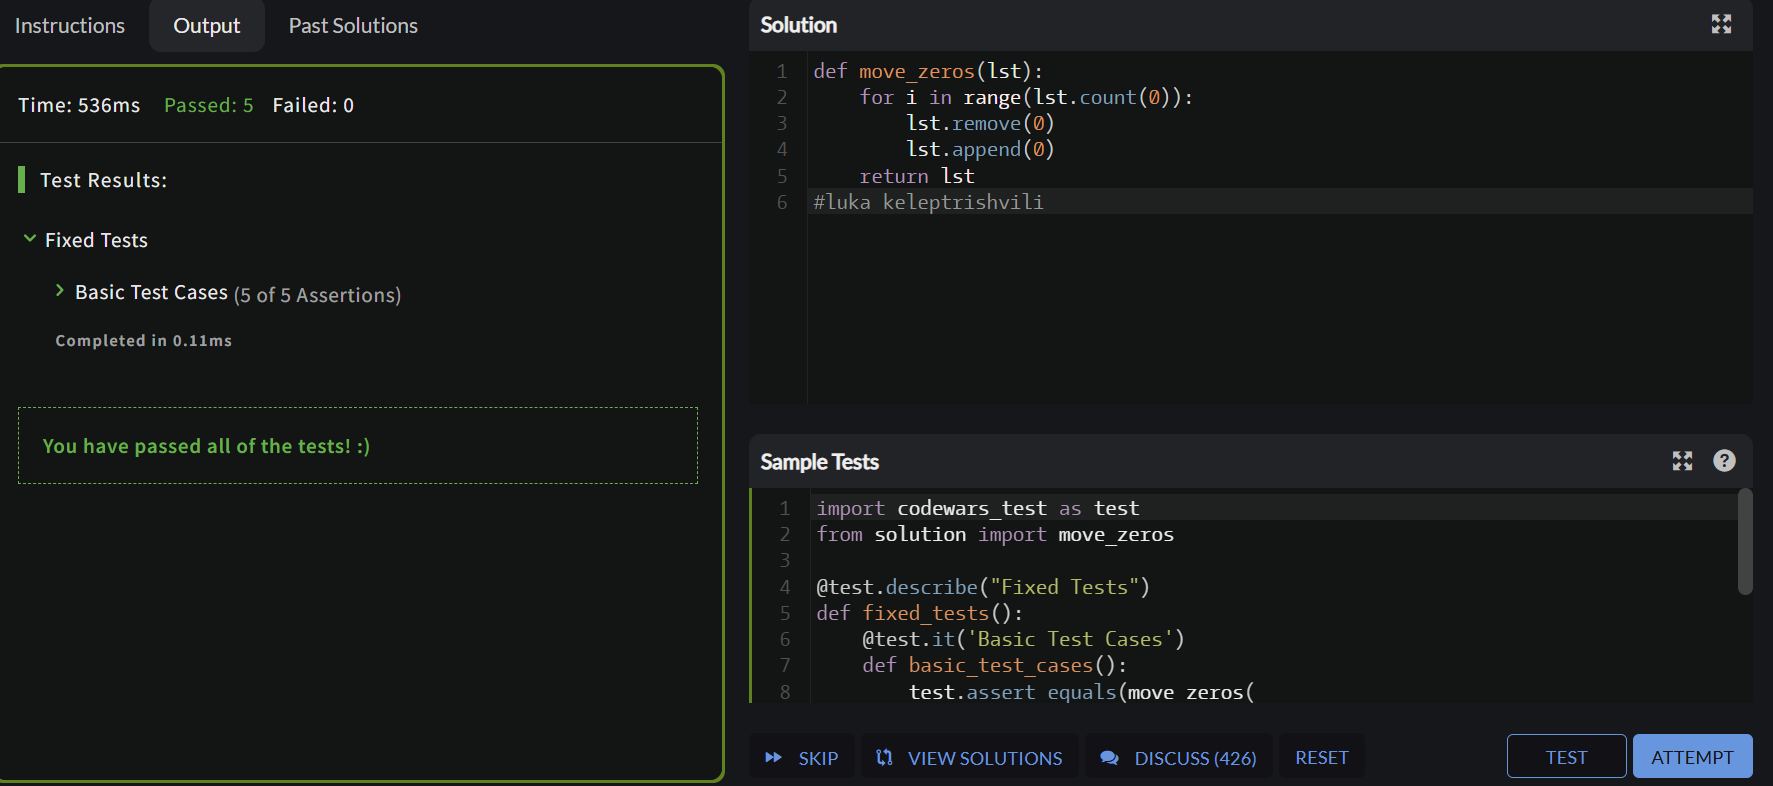 Instructions
Output
Past Solutions
Time: 536ms Passed: 5 Failed: 0
Test Results:
Fixed Tests
Basic Test Cases (5 of 5 Assertions)
Completed in 0.11ms
You have passed all of the tests! :)
Solution
1 def move_zeros(lst):
2     for i in range(lst.count(0)):
3         lst.remove(0)
4         lst.append(0)
5     return lst
6 #luka keleptrishvili
Sample Tests
?
1 import codewars_test as test
2 from solution import move_zeros
3
4 @test.describe("Fixed Tests")
5 def fixed_tests():
6     @test.it('Basic Test Cases')
7     def basic_test_cases():
8         test.assert_equals(move_zeros(
SKIP
VIEW SOLUTIONS
DISCUSS (426)
RESET
TEST
ATTEMPT